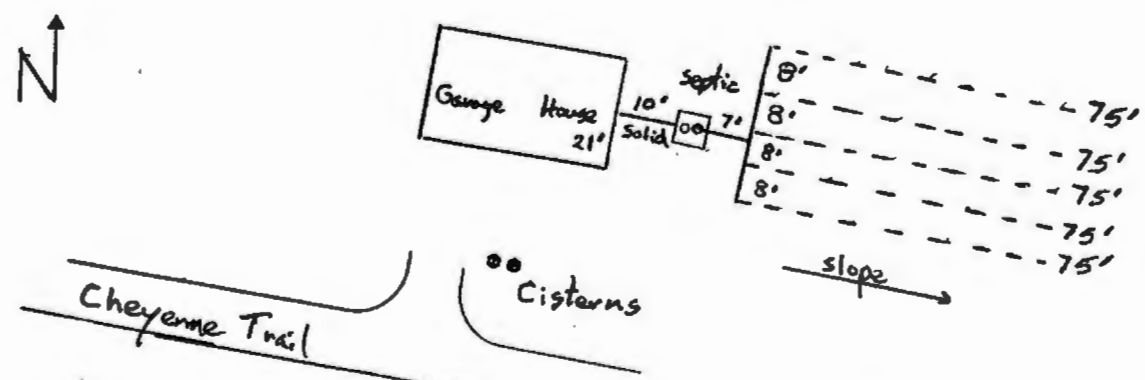 N
Garage House
21'
10'
Solid
septic
7'
8'
8'
8'
8'
75'
75'
75'
75'
75'
slope
Cisterns
Cheyenne Trail